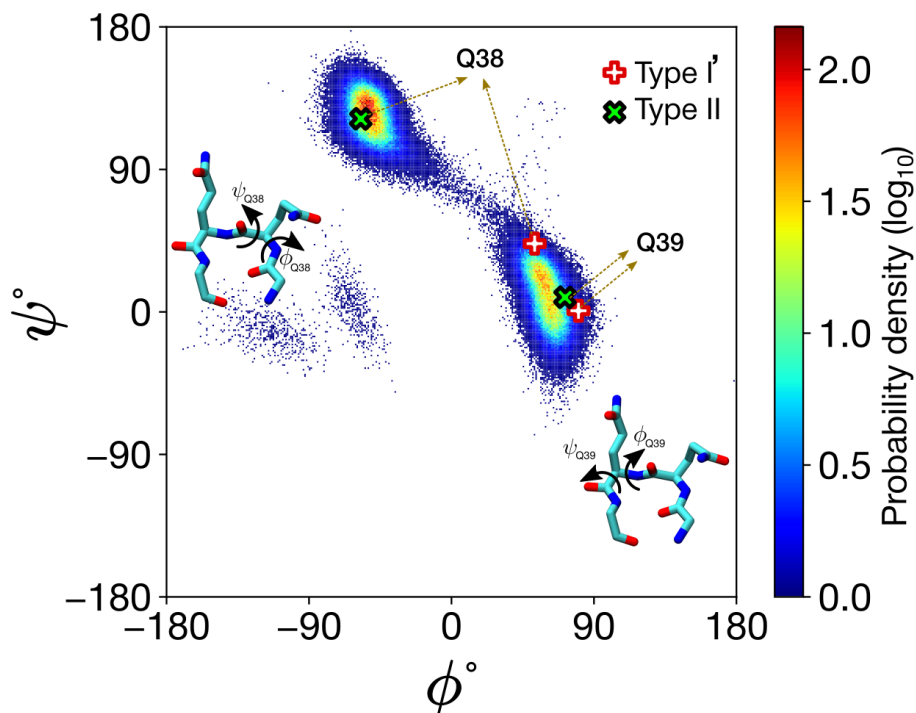 180
90
0
−90
−180
ψ°
−180
−90
0
90
180
ϕ°
Q38
Type I’
Type II
Q39
ψQ38
ϕQ38
ψQ39
ϕQ39
2.0
1.5
1.0
0.5
0.0
Probability density (log10)